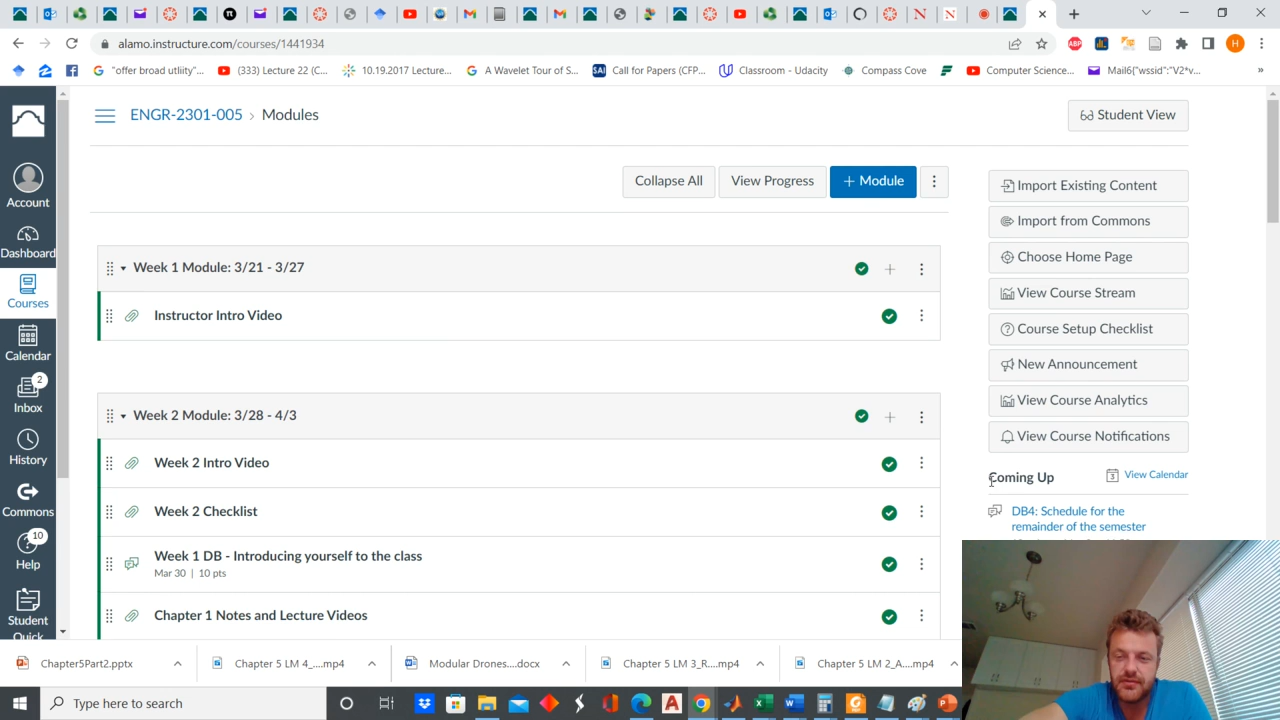 alamo.instructure.com/courses/1441934
ABP
H
"offer broad utliity"...
(333) Lecture 22 (C...
10.19.2017 Lecture...
A Wavelet Tour of S...
SAI
Call for Papers (CFP...
Classroom - Udacity
Compass Cove
Computer Science...
Mail6{"wssid":"V2*v...
»
ENGR-2301-005 › Modules
Student View
Collapse All
View Progress
+ Module
Account
Dashboard
Courses
Calendar
2
Inbox
History
Commons
10
Help
Student
Quick
Week 1 Module: 3/21 - 3/27
Instructor Intro Video
Week 2 Module: 3/28 - 4/3
Week 2 Intro Video
Week 2 Checklist
Week 1 DB - Introducing yourself to the class
Mar 30 | 10 pts
Chapter 1 Notes and Lecture Videos
Import Existing Content
Import from Commons
Choose Home Page
View Course Stream
Course Setup Checklist
New Announcement
View Course Analytics
View Course Notifications
Coming Up
3
View Calendar
DB4: Schedule for the
remainder of the semester
Chapter5Part2.pptx
Chapter 5 LM 4_....mp4
Modular Drones....docx
Chapter 5 LM 3_R....mp4
Chapter 5 LM 2_A....mp4
Type here to search